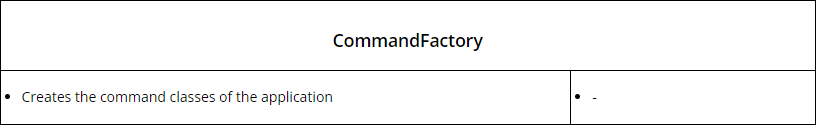 CommandFactory
• Creates the command classes of the application
• -